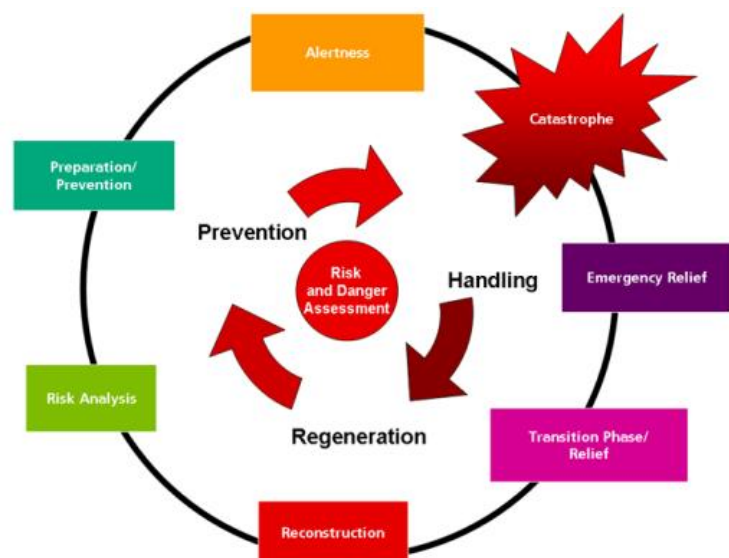 Alertness
Catastrophe
Preparation/
Prevention
Prevention
Risk
and Danger
Assessment
Handling
Emergency Relief
Risk Analysis
Regeneration
Transition Phase/
Relief
Reconstruction